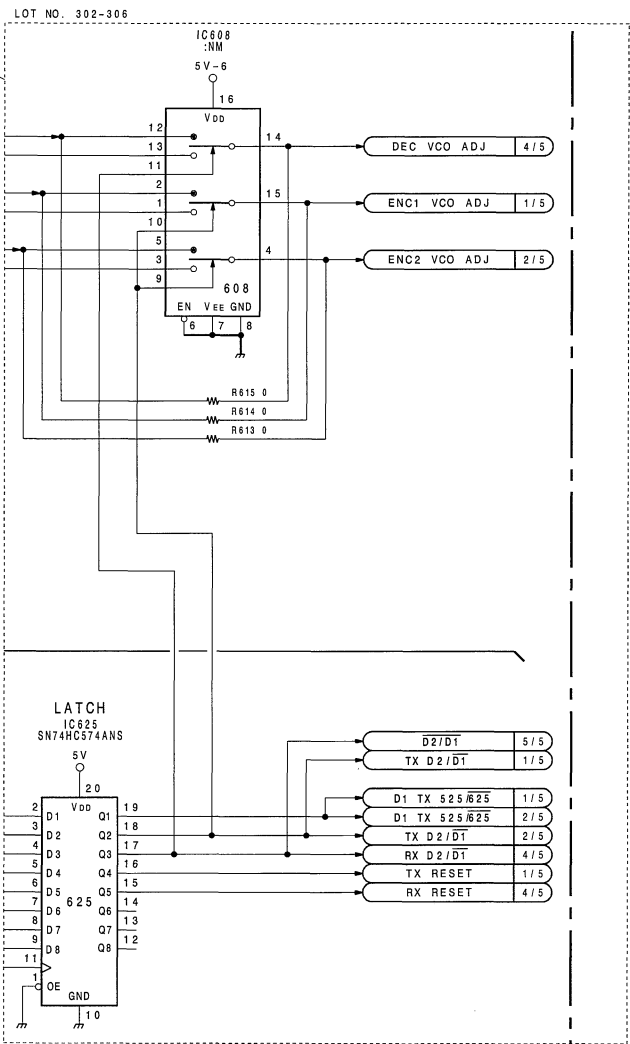 LOT NO. 302-306
IC608
:NM
5V-6
16
VDD
12
13
11
14
DEC VCO ADJ 4/5
2
1
10
15
ENC1 VCO ADJ 1/5
5
3
9
4
ENC2 VCO ADJ 2/5
608
EN VEE GND
6 7 8
R615 0
R614 0
R613 0
LATCH
IC625
SN74HC574ANS
5V
20
VDD
D2/D1 5/5
TX D2/D1 1/5
2 D1 Q1 19 D1 TX 525/625 1/5
3 D2 Q2 18 D1 TX 525/625 2/5
4 D3 Q3 17 TX D2/D1 2/5
5 D4 Q4 16 RX D2/D1 4/5
6 D5 Q5 15 TX RESET 1/5
625
RX RESET 4/5
7 D6 Q6 14
8 D7 Q7 13
9 D8 Q8 12
11
1 OE
GND
10